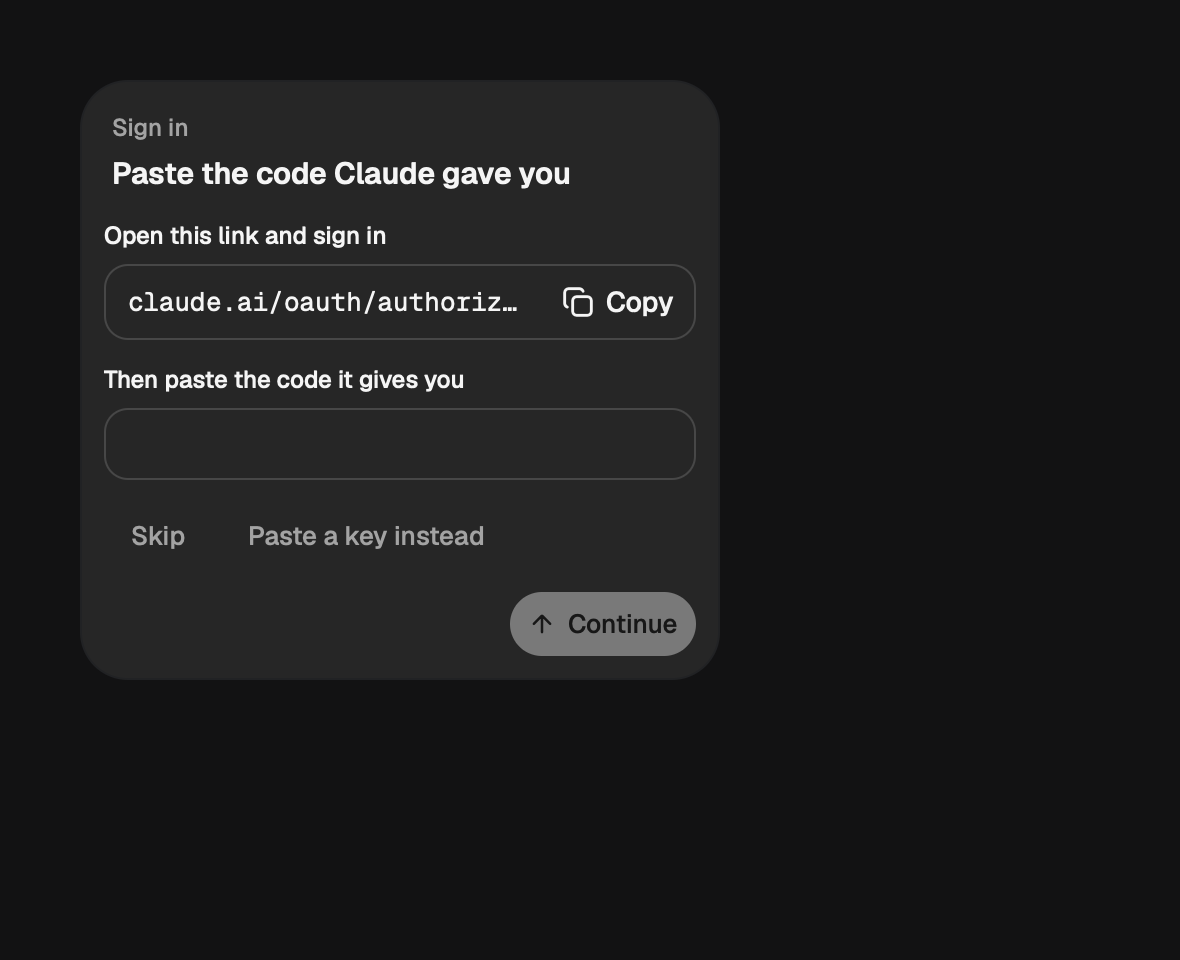 Sign in
Paste the code Claude gave you
Open this link and sign in
claude.ai/oauth/authoriz…
Copy
Then paste the code it gives you
Skip
Paste a key instead
Continue